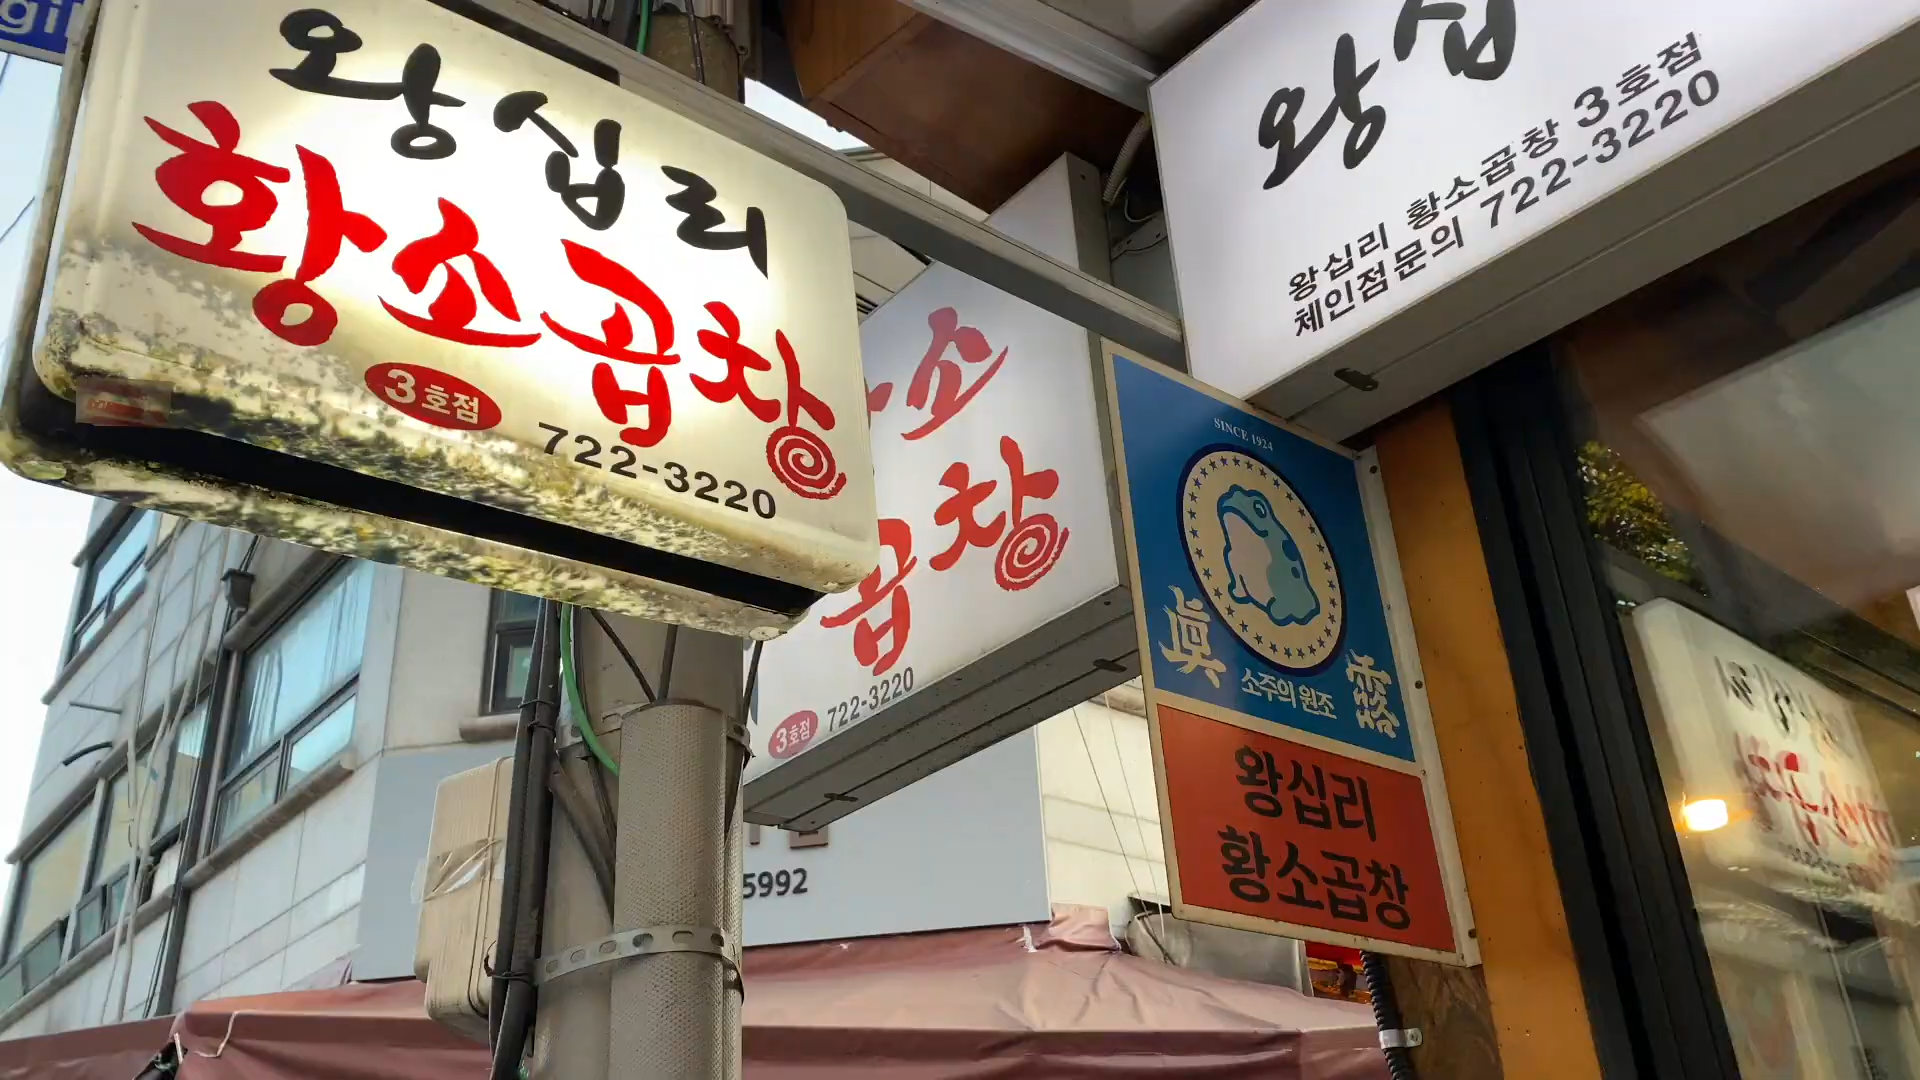 gil
왕십리
황소곱창
3호점
722-3220
소
곱창
3호점 722-3220
왕십
왕십리 황소곱창 3호점
체인점문의 722-3220
SINCE 1924
眞露
소주의 원조
왕십리
황소곱창
5992